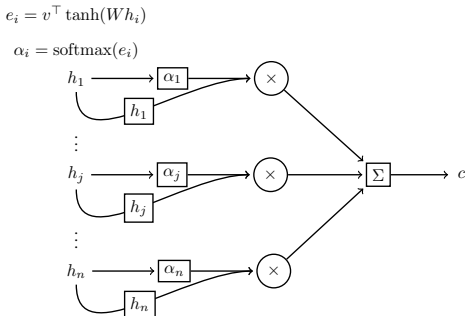 e_i = v^⊤ tanh(W h_i)
α_i = softmax(e_i)
h_1 α_1 ×
h_1
⋮
h_j α_j × Σ c
h_j
⋮
h_n α_n ×
h_n